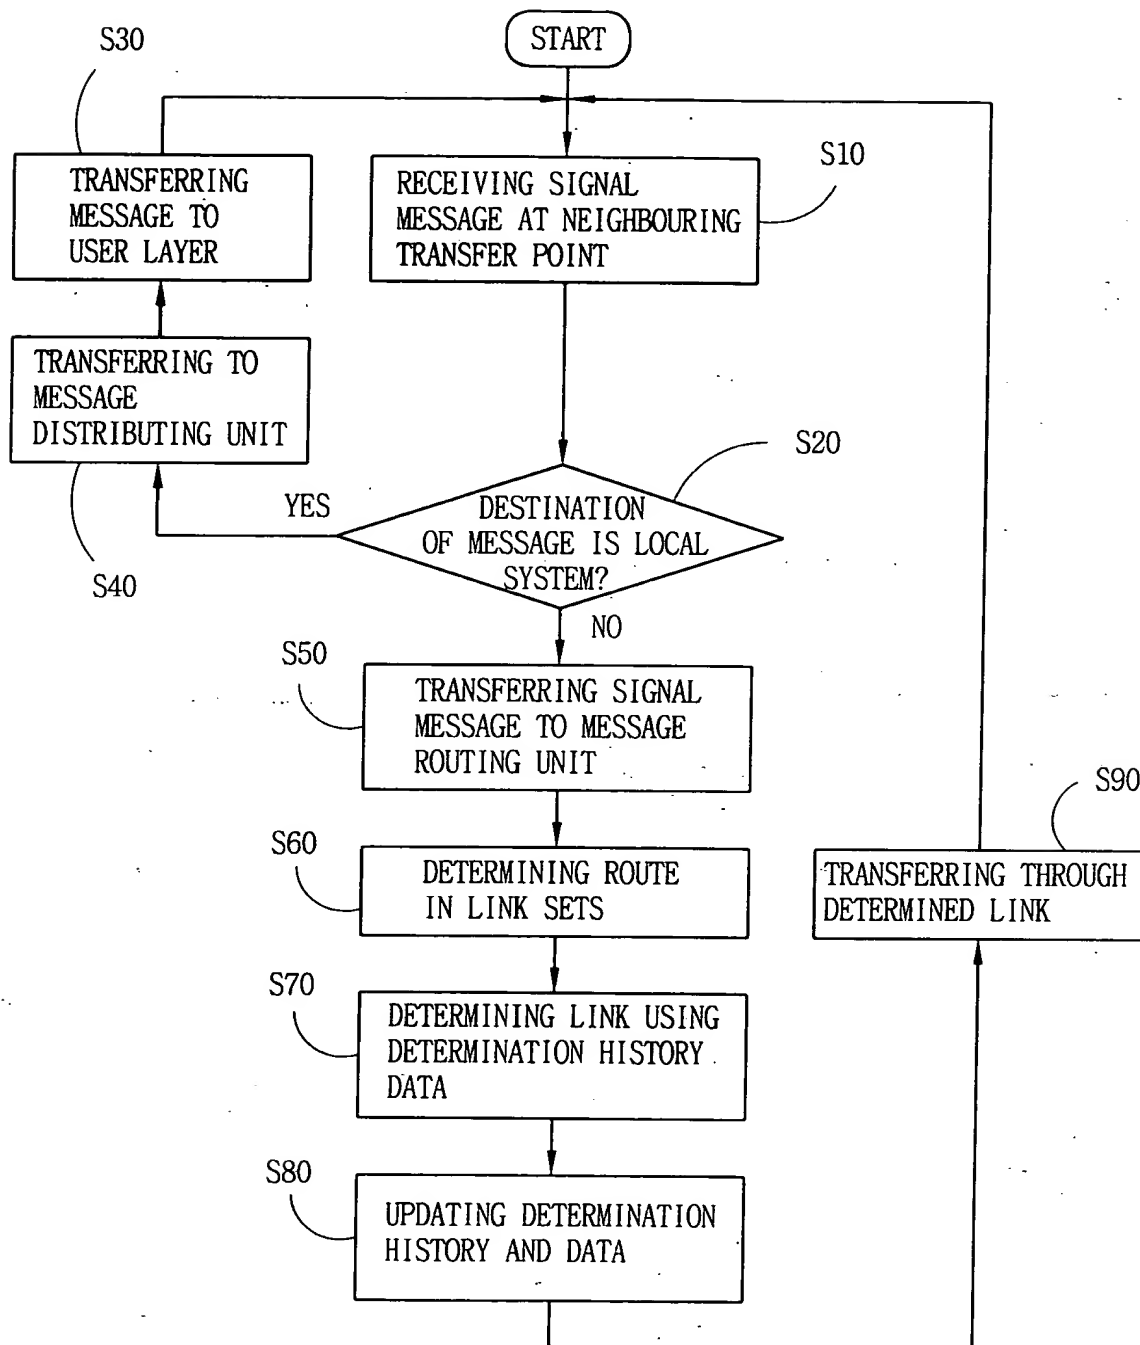 START
S30
TRANSFERRING
MESSAGE TO
USER LAYER
S10
RECEIVING SIGNAL
MESSAGE AT NEIGHBOURING
TRANSFER POINT
TRANSFERRING TO
MESSAGE
DISTRIBUTING UNIT
S40
S20
YES
DESTINATION
OF MESSAGE IS LOCAL
SYSTEM?
NO
S50
TRANSFERRING SIGNAL
MESSAGE TO MESSAGE
ROUTING UNIT
S60
DETERMINING ROUTE
IN LINK SETS
S90
TRANSFERRING THROUGH
DETERMINED LINK
S70
DETERMINING LINK USING
DETERMINATION HISTORY
DATA
S80
UPDATING DETERMINATION
HISTORY AND DATA